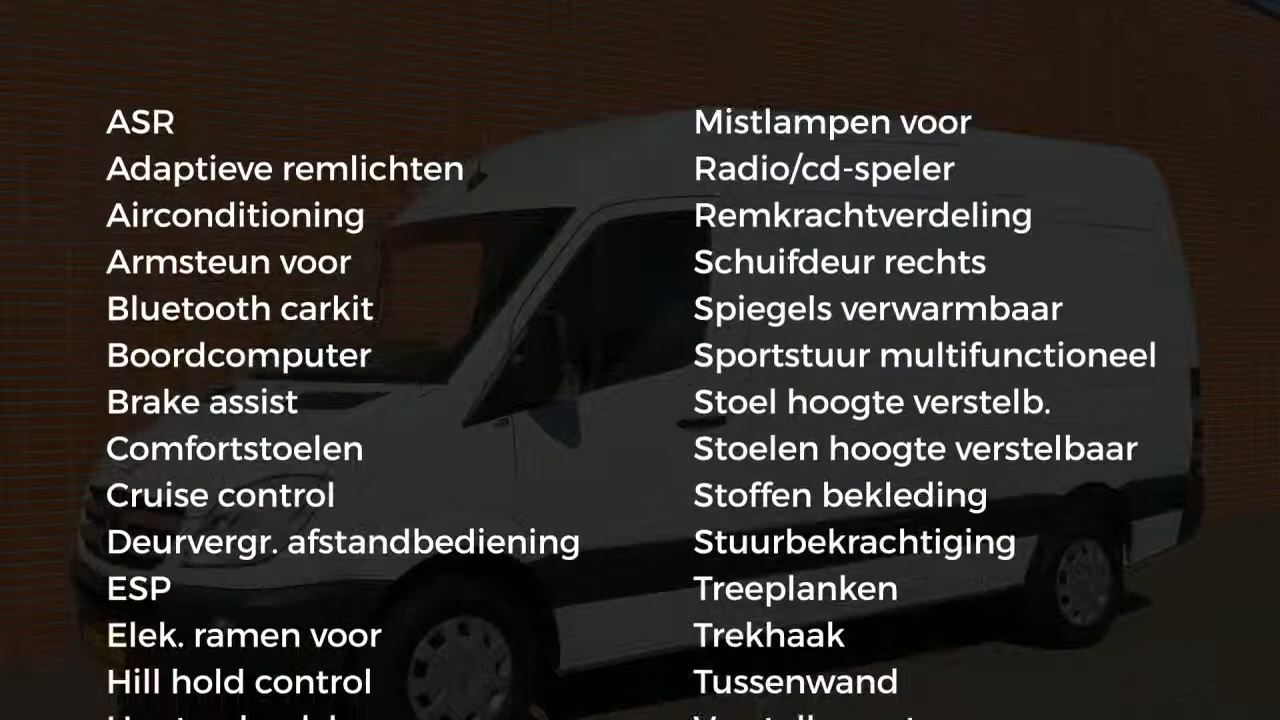 ASR
Adaptieve remlichten
Airconditioning
Armsteun voor
Bluetooth carkit
Boordcomputer
Brake assist
Comfortstoelen
Cruise control
Deurvergr. afstandbediening
ESP
Elek. ramen voor
Hill hold control
Mistlampen voor
Radio/cd-speler
Remkrachtverdeling
Schuifdeur rechts
Spiegels verwarmbaar
Sportstuur multifunctioneel
Stoel hoogte verstelb.
Stoelen hoogte verstelbaar
Stoffen bekleding
Stuurbekrachtiging
Treeplanken
Trekhaak
Tussenwand